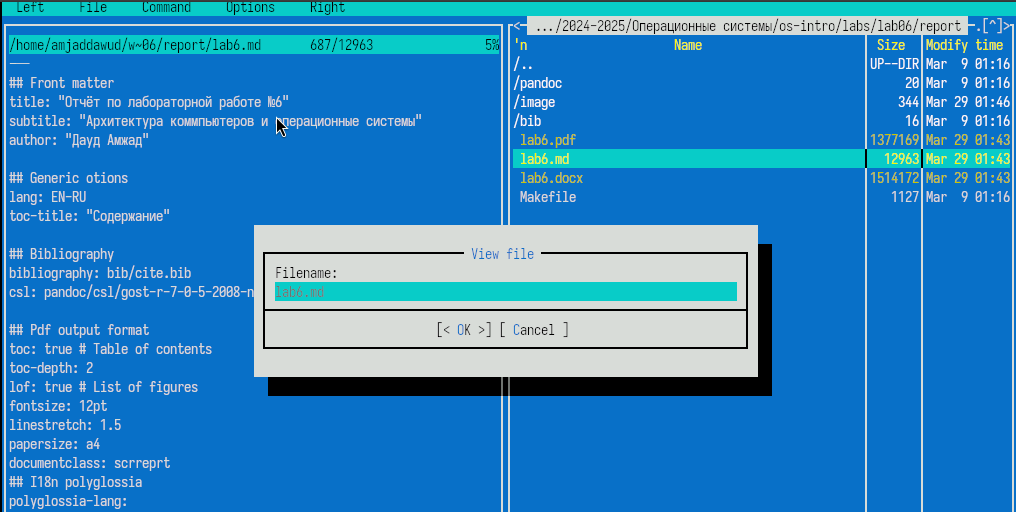 Left File Command Options Right
/home/amjaddawud/w~06/report/lab6.md 687/12963 5%
---
## Front matter
title: "Отчёт по лабораторной работе №6"
subtitle: "Архитектура коммпьютеров и операционные системы"
author: "Дауд Амжад"
## Generic otions
lang: EN-RU
toc-title: "Содержание"
## Bibliography
bibliography: bib/cite.bib
csl: pandoc/csl/gost-r-7-0-5-2008-n
## Pdf output format
toc: true # Table of contents
toc-depth: 2
lof: true # List of figures
fontsize: 12pt
linestretch: 1.5
papersize: a4
documentclass: scrreprt
## I18n polyglossia
polyglossia-lang:
<- .../2024-2025/Операционные системы/os-intro/labs/lab06/report .[^]>
'n Name Size Modify time
/.. UP--DIR Mar 9 01:16
/pandoc 20 Mar 9 01:16
/image 344 Mar 29 01:46
/bib 16 Mar 9 01:16
lab6.pdf 1377169 Mar 29 01:43
lab6.md 12963 Mar 29 01:43
lab6.docx 1514172 Mar 29 01:43
Makefile 1127 Mar 9 01:16
View file
Filename:
lab6.md
[< OK >] [ Cancel ]